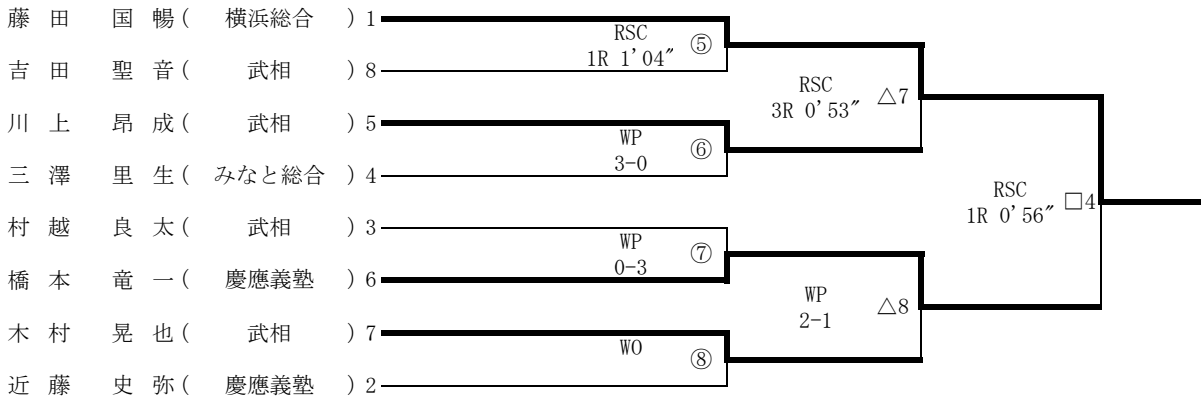 藤 田 国 暢 ( 横浜総合 ) 1
RSC ⑤
1R 1'04″
吉 田 聖 音 ( 武相 ) 8
RSC △7
3R 0'53″
川 上 昂 成 ( 武相 ) 5
WP ⑥
3-0
三 澤 里 生 ( みなと総合 ) 4
RSC □4
1R 0'56″
村 越 良 太 ( 武相 ) 3
WP ⑦
0-3
橋 本 竜 一 ( 慶應義塾 ) 6
WP △8
2-1
木 村 晃 也 ( 武相 ) 7
WO ⑧
近 藤 史 弥 ( 慶應義塾 ) 2